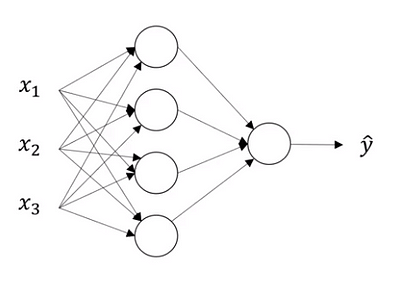 x₁
x₂
x₃
ŷ